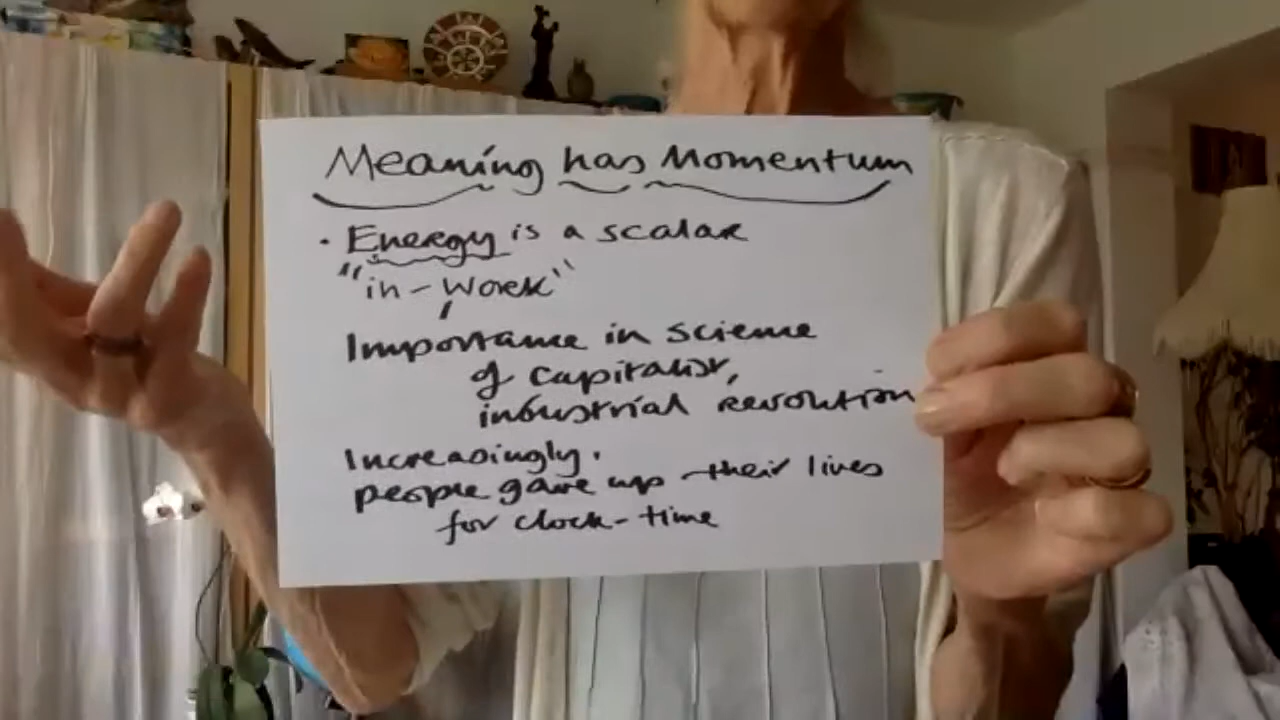 Meaning has Momentum
· Energy is a scalar
"in-work"
Importance in science
of capitalist,
industrial revolution
Increasingly.
people gave up their lives
for clock-time